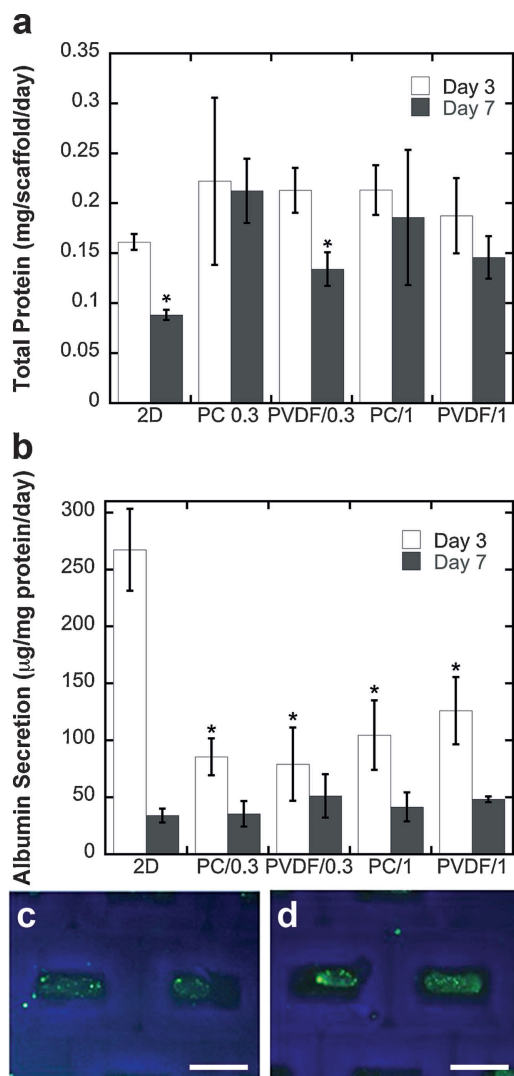 a
Total Protein (mg/scaffold/day)
0.35
0.3
0.25
0.2
0.15
0.1
0.05
0
Day 3
Day 7
*
*
2D PC 0.3 PVDF/0.3 PC/1 PVDF/1
b
Albumin Secretion (μg/mg protein/day)
300
250
200
150
100
50
0
Day 3
Day 7
*
*
*
*
2D PC/0.3 PVDF/0.3 PC/1 PVDF/1
c
d